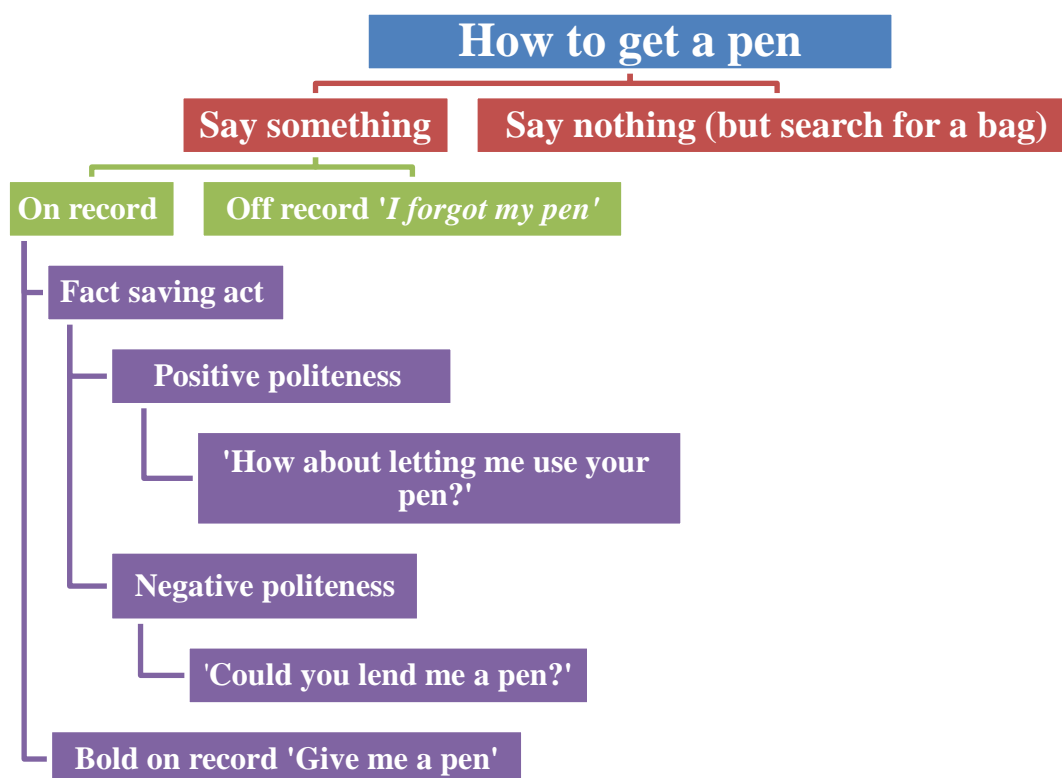 How to get a pen
Say something
Say nothing (but search for a bag)
On record
Off record 'I forgot my pen'
Fact saving act
Positive politeness
'How about letting me use your
pen?'
Negative politeness
'Could you lend me a pen?'
Bold on record 'Give me a pen'